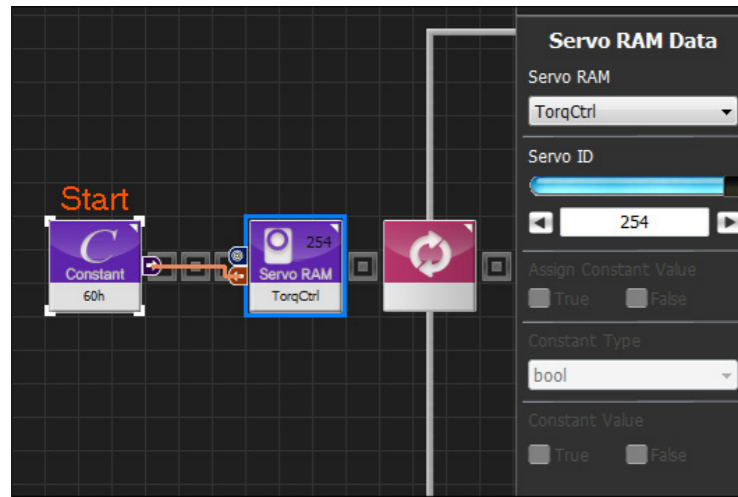 Start
C
Constant
60h
254
Servo RAM
TorqCtrl
Servo RAM Data
Servo RAM
TorqCtrl
Servo ID
254
Assign Constant Value
True False
Constant Type
bool
Constant Value
True False